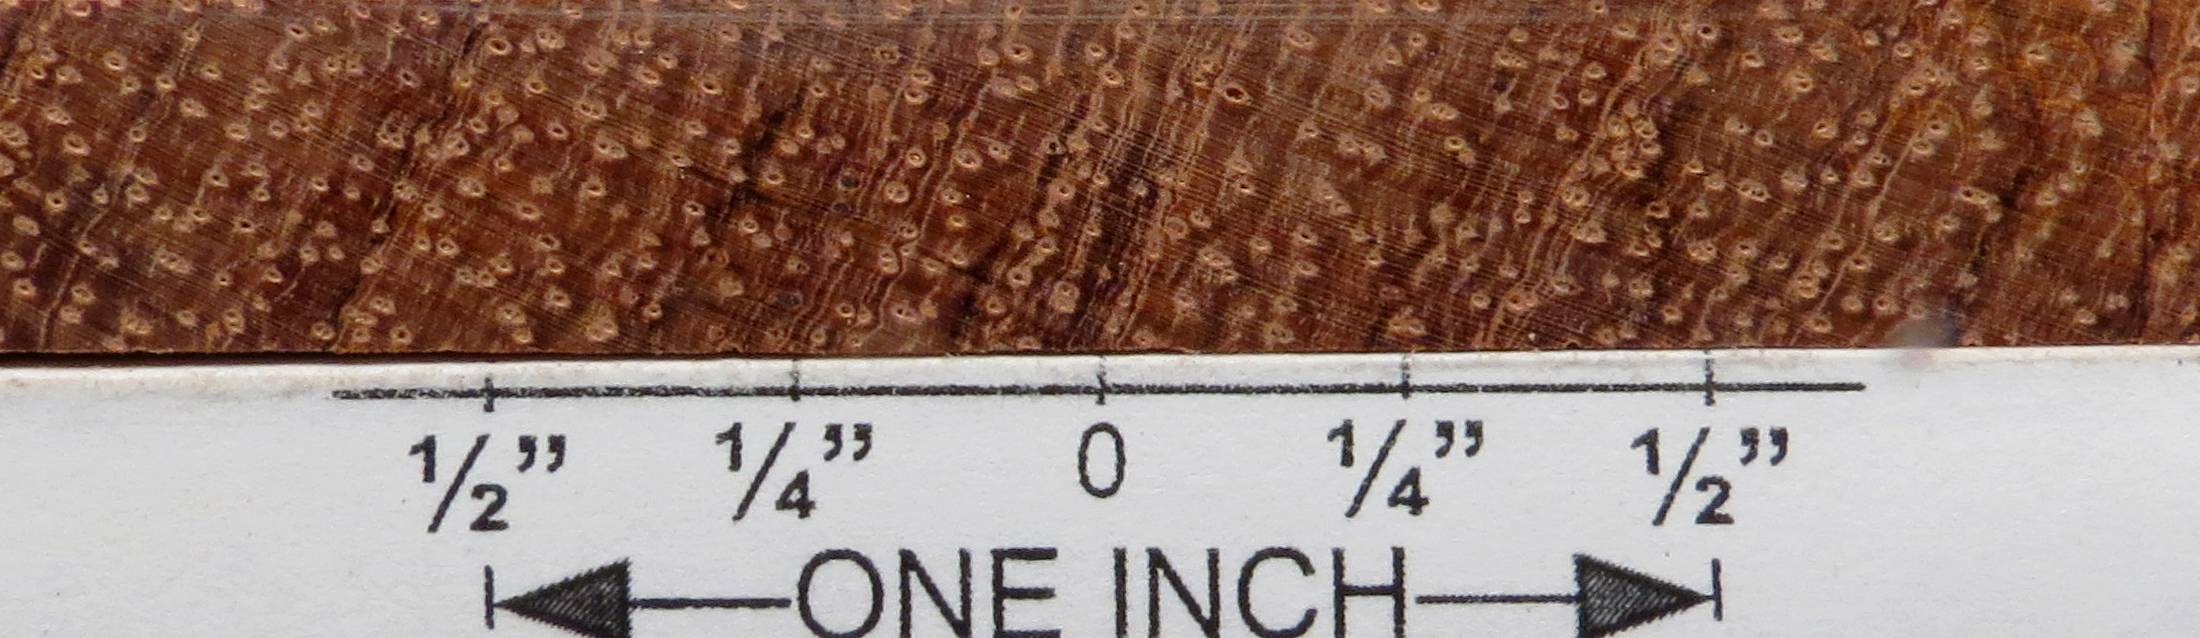 1/2” 1/4” 0 1/4” 1/2”
ONE INCH